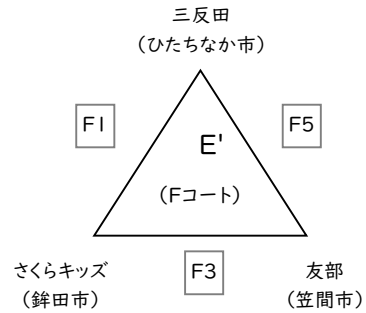 三反田
（ひたちなか市）
F1
F5
E'
（Fコート）
さくらキッズ
（鉾田市）
F3
友部
（笠間市）